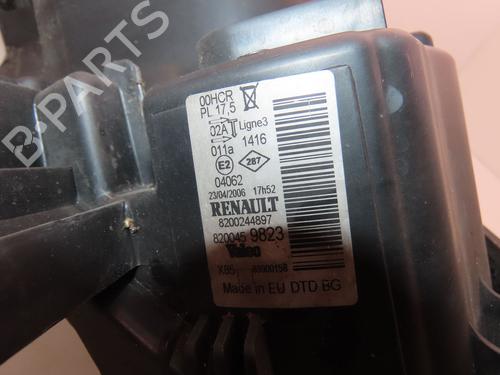 00HCR
PL 17,5
02A Ligne3
011a 1416
E2 287
04062
23/04/2006 17h52
RENAULT
8200244897
820045 9823
Valeo
X85 89900158
Made in EU DTD BG
B-PARTS